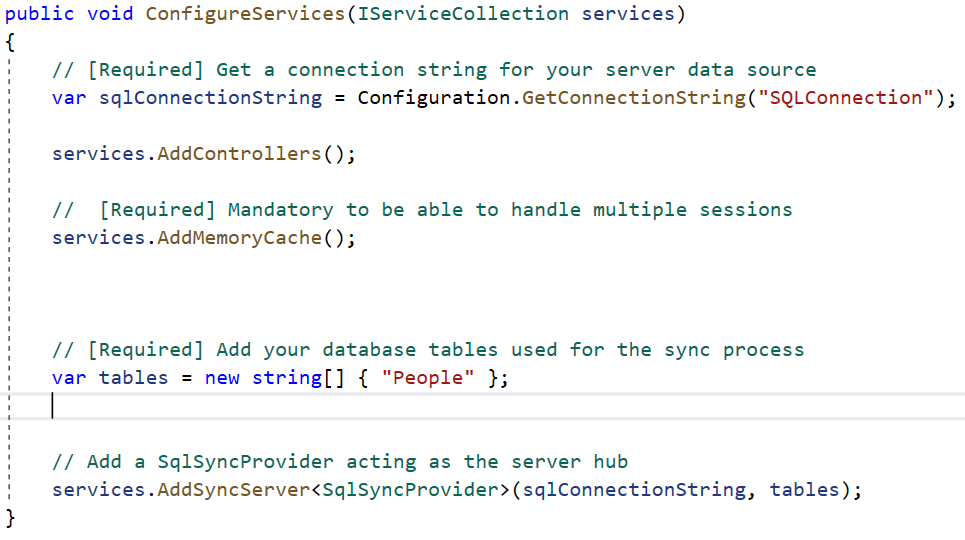 public void ConfigureServices(IServiceCollection services)
{
    // [Required] Get a connection string for your server data source
    var sqlConnectionString = Configuration.GetConnectionString("SQLConnection");
    services.AddControllers();
    //  [Required] Mandatory to be able to handle multiple sessions
    services.AddMemoryCache();
    // [Required] Add your database tables used for the sync process
    var tables = new string[] { "People" };
    // Add a SqlSyncProvider acting as the server hub
    services.AddSyncServer<SqlSyncProvider>(sqlConnectionString, tables);
}